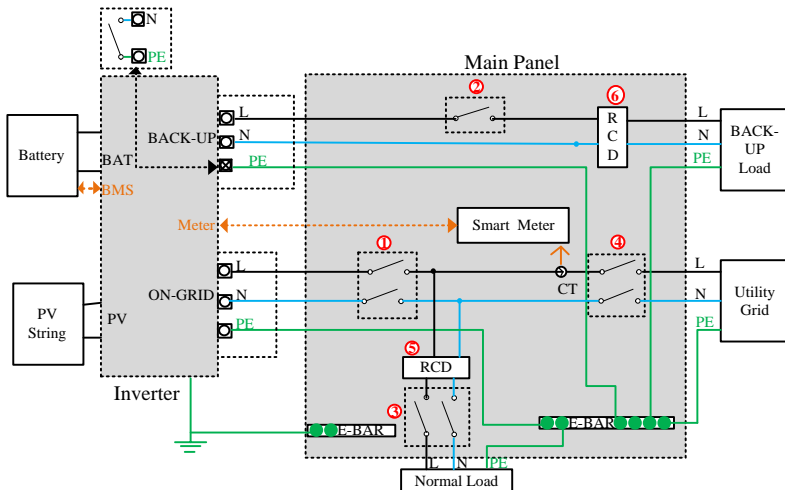 N
PE
Main Panel
②
⑥
L
R
C
D
L
BACK-UP
N
N
BACK-
UP
Load
Battery
BAT
PE
PE
BMS
Meter
Smart Meter
①
④
L
CT
L
ON-GRID
N
N
Utility
Grid
PV
String
PV
PE
PE
⑤
RCD
Inverter
③
E-BAR
E-BAR
L
N
PE
Normal Load